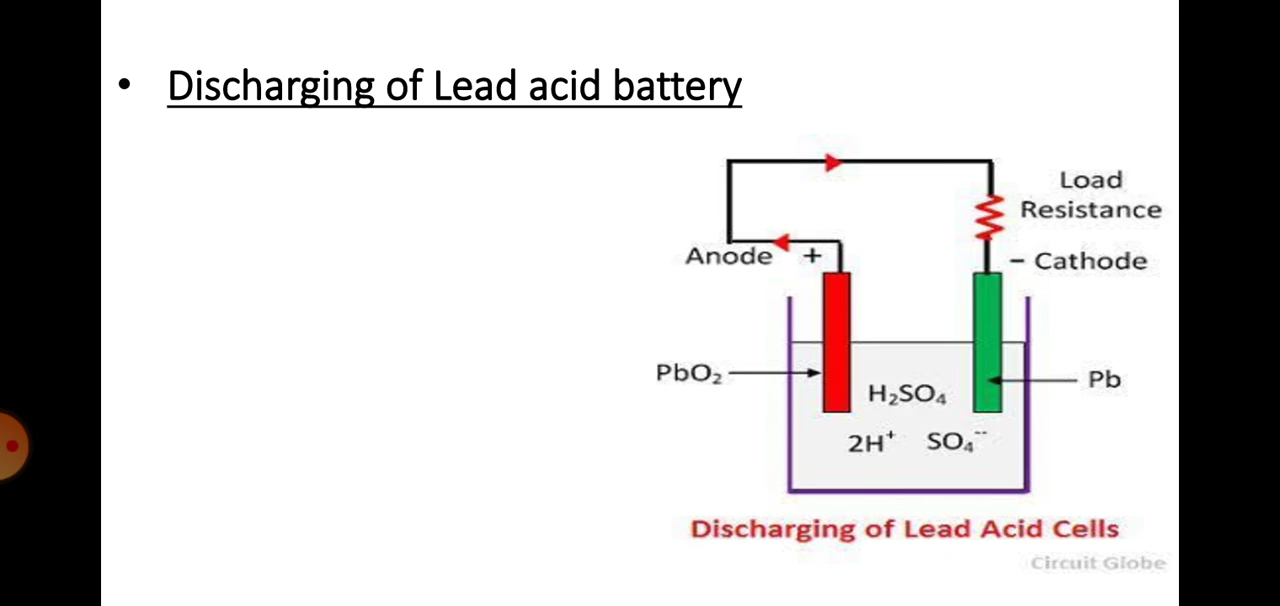 • Discharging of Lead acid battery
Load
Resistance
Anode +
- Cathode
PbO₂
Pb
H₂SO₄
2H⁺ SO₄⁻⁻
Discharging of Lead Acid Cells
Circuit Globe